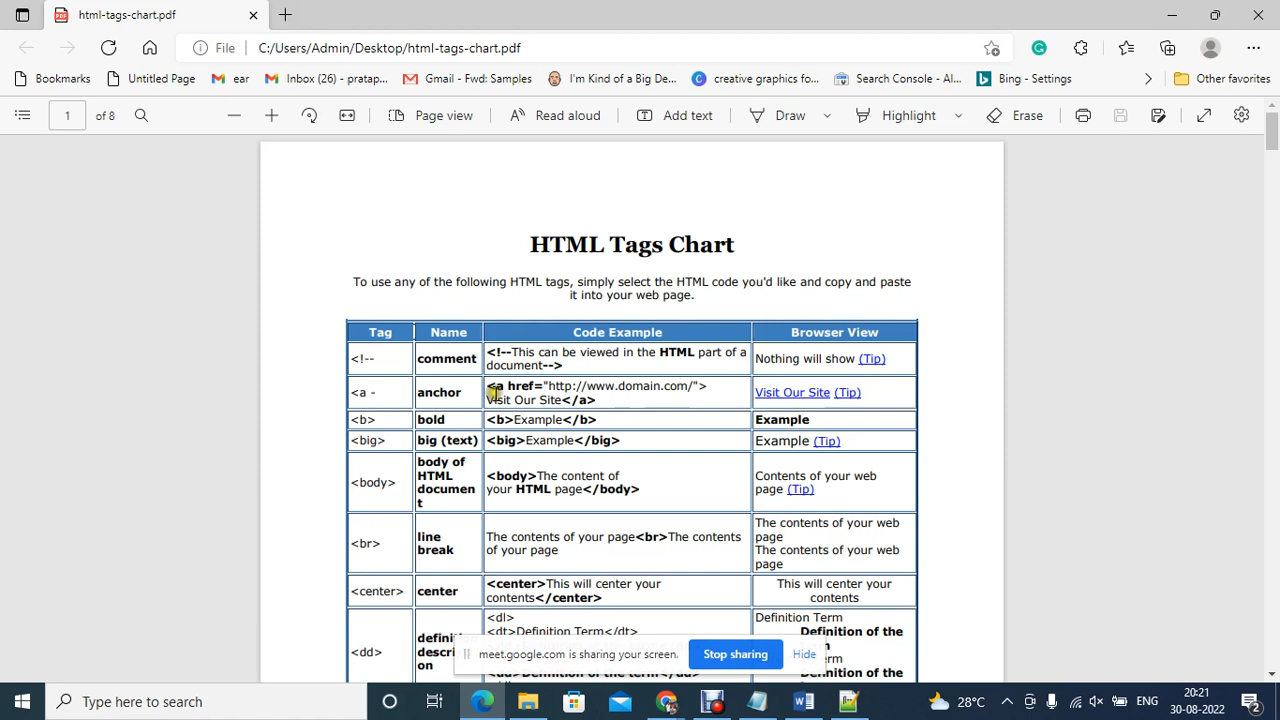 html-tags-chart.pdf
File
C:/Users/Admin/Desktop/html-tags-chart.pdf
Bookmarks
Untitled Page
ear
Inbox (26) - pratap...
Gmail - Fwd: Samples
I'm Kind of a Big De...
creative graphics fo...
Search Console - Al...
Bing - Settings
Other favorites
1 of 8
Page view
Read aloud
Add text
Draw
Highlight
Erase
HTML Tags Chart
To use any of the following HTML tags, simply select the HTML code you'd like and copy and paste
it into your web page.
Tag Name Code Example Browser View
<!--
comment
<!--This can be viewed in the HTML part of a
document-->
Nothing will show (Tip)
<a -
anchor
<a href="http://www.domain.com/">
Visit Our Site</a>
Visit Our Site (Tip)
<b>
bold
<b>Example</b>
Example
<big>
big (text)
<big>Example</big>
Example (Tip)
<body>
body of
HTML
documen
t
<body>The content of
your HTML page</body>
Contents of your web
page (Tip)
<br>
line
break
The contents of your page<br>The contents
of your page
The contents of your web
page
The contents of your web
page
<center>
center
<center>This will center your
contents</center>
This will center your
contents
<dd>
on
<dl>
<dt>Definition Term</dt>
Definition Term
Definition of the
Definition of the
meet.google.com is sharing your screen.
Stop sharing
Hide
Type here to search
28°C
ENG
20:21
30-08-2022
2